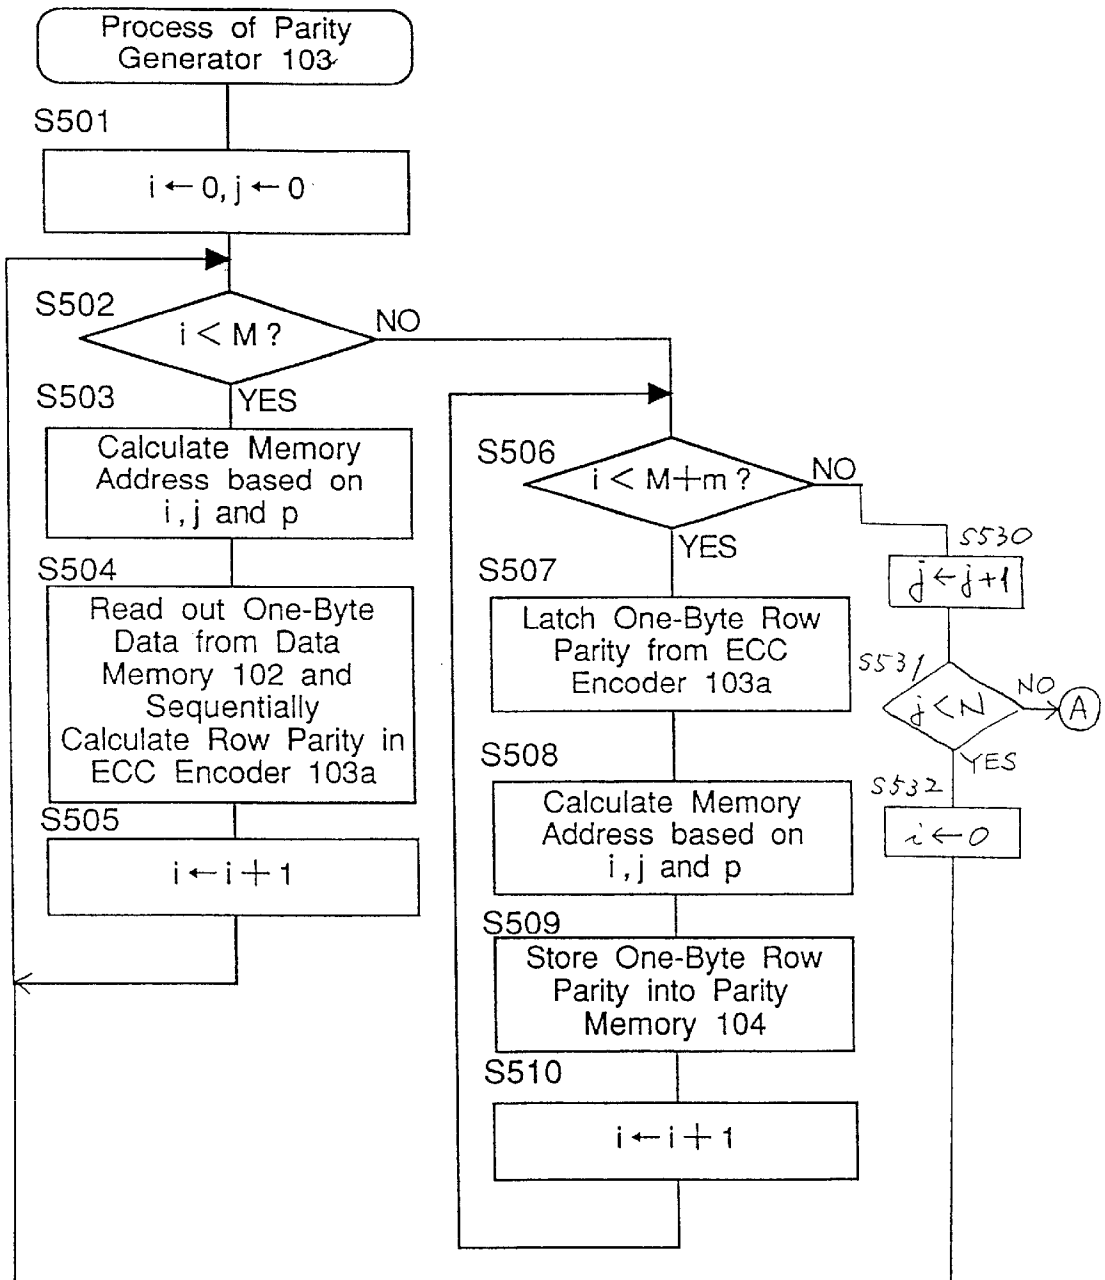 Process of Parity
Generator 103
S501
i ← 0, j ← 0
S502
i < M ?
NO
YES
S503
Calculate Memory
Address based on
i, j and p
S504
Read out One-Byte
Data from Data
Memory 102 and
Sequentially
Calculate Row Parity in
ECC Encoder 103a
S505
i ← i + 1
S506
i < M+m ?
NO
YES
S507
Latch One-Byte Row
Parity from ECC
Encoder 103a
S508
Calculate Memory
Address based on
i, j and p
S509
Store One-Byte Row
Parity into Parity
Memory 104
S510
i ← i + 1
S530
j ← j+1
S531
j < N
NO
A
YES
S532
i ← 0